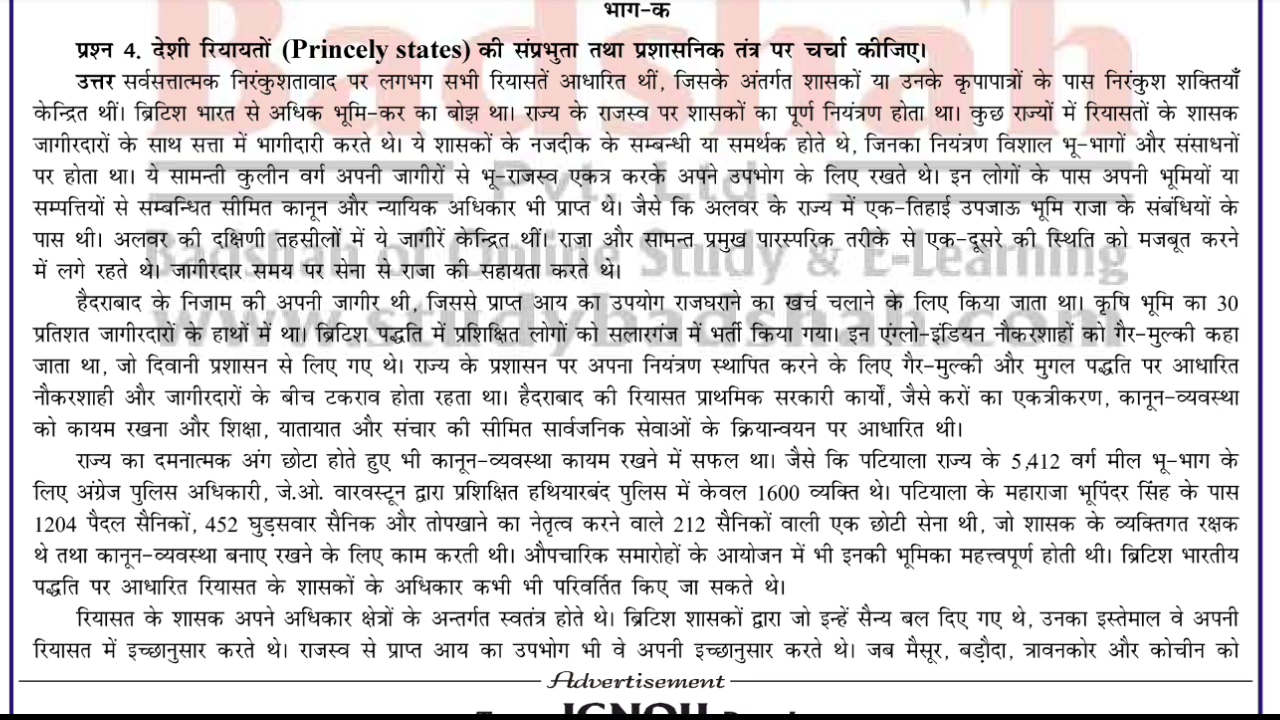 भाग-क
प्रश्न 4. देशी रियायतों (Princely states) की संप्रभुता तथा प्रशासनिक तंत्र पर चर्चा कीजिए।
उत्तर सर्वसत्तात्मक निरंकुशतावाद पर लगभग सभी रियासतें आधारित थीं, जिसके अंतर्गत शासकों या उनके कृपापात्रों के पास निरंकुश शक्तियाँ
केन्द्रित थीं। ब्रिटिश भारत से अधिक भूमि-कर का बोझ था। राज्य के राजस्व पर शासकों का पूर्ण नियंत्रण होता था। कुछ राज्यों में रियासतों के शासक
जागीरदारों के साथ सत्ता में भागीदारी करते थे। ये शासकों के नजदीक के सम्बन्धी या समर्थक होते थे, जिनका नियंत्रण विशाल भू-भागों और संसाधनों
पर होता था। ये सामन्ती कुलीन वर्ग अपनी जागीरों से भू-राजस्व एकत्र करके अपने उपभोग के लिए रखते थे। इन लोगों के पास अपनी भूमियों या
सम्पत्तियों से सम्बन्धित सीमित कानून और न्यायिक अधिकार भी प्राप्त थे। जैसे कि अलवर के राज्य में एक-तिहाई उपजाऊ भूमि राजा के संबंधियों के
पास थी। अलवर की दक्षिणी तहसीलों में ये जागीरें केन्द्रित थीं। राजा और सामन्त प्रमुख पारस्परिक तरीके से एक-दूसरे की स्थिति को मजबूत करने
में लगे रहते थे। जागीरदार समय पर सेना से राजा की सहायता करते थे।
हैदराबाद के निजाम की अपनी जागीर थी, जिससे प्राप्त आय का उपयोग राजघराने का खर्च चलाने के लिए किया जाता था। कृषि भूमि का 30
प्रतिशत जागीरदारों के हाथों में था। ब्रिटिश पद्धति में प्रशिक्षित लोगों को सलारगंज में भर्ती किया गया। इन एंग्लो-इंडियन नौकरशाहों को गैर-मुल्की कहा
जाता था, जो दिवानी प्रशासन से लिए गए थे। राज्य के प्रशासन पर अपना नियंत्रण स्थापित करने के लिए गैर-मुल्की और मुगल पद्धति पर आधारित
नौकरशाही और जागीरदारों के बीच टकराव होता रहता था। हैदराबाद की रियासत प्राथमिक सरकारी कार्यों, जैसे करों का एकत्रीकरण, कानून-व्यवस्था
को कायम रखना और शिक्षा, यातायात और संचार की सीमित सार्वजनिक सेवाओं के क्रियान्वयन पर आधारित थी।
राज्य का दमनात्मक अंग छोटा होते हुए भी कानून-व्यवस्था कायम रखने में सफल था। जैसे कि पटियाला राज्य के 5,412 वर्ग मील भू-भाग के
लिए अंग्रेज पुलिस अधिकारी, जे.ओ. वारवस्टून द्वारा प्रशिक्षित हथियारबंद पुलिस में केवल 1600 व्यक्ति थे। पटियाला के महाराजा भूपिंदर सिंह के पास
1204 पैदल सैनिकों, 452 घुड़सवार सैनिक और तोपखाने का नेतृत्व करने वाले 212 सैनिकों वाली एक छोटी सेना थी, जो शासक के व्यक्तिगत रक्षक
थे तथा कानून-व्यवस्था बनाए रखने के लिए काम करती थी। औपचारिक समारोहों के आयोजन में भी इनकी भूमिका महत्त्वपूर्ण होती थी। ब्रिटिश भारतीय
पद्धति पर आधारित रियासत के शासकों के अधिकार कभी भी परिवर्तित किए जा सकते थे।
रियासत के शासक अपने अधिकार क्षेत्रों के अन्तर्गत स्वतंत्र होते थे। ब्रिटिश शासकों द्वारा जो इन्हें सैन्य बल दिए गए थे, उनका इस्तेमाल वे अपनी
रियासत में इच्छानुसार करते थे। राजस्व से प्राप्त आय का उपभोग भी वे अपनी इच्छानुसार करते थे। जब मैसूर, बड़ौदा, त्रावनकोर और कोचीन को
Advertisement
Badshah
Pvt. Ltd.
Badshah of Online Study & E-Learning
www.studybadshah.com